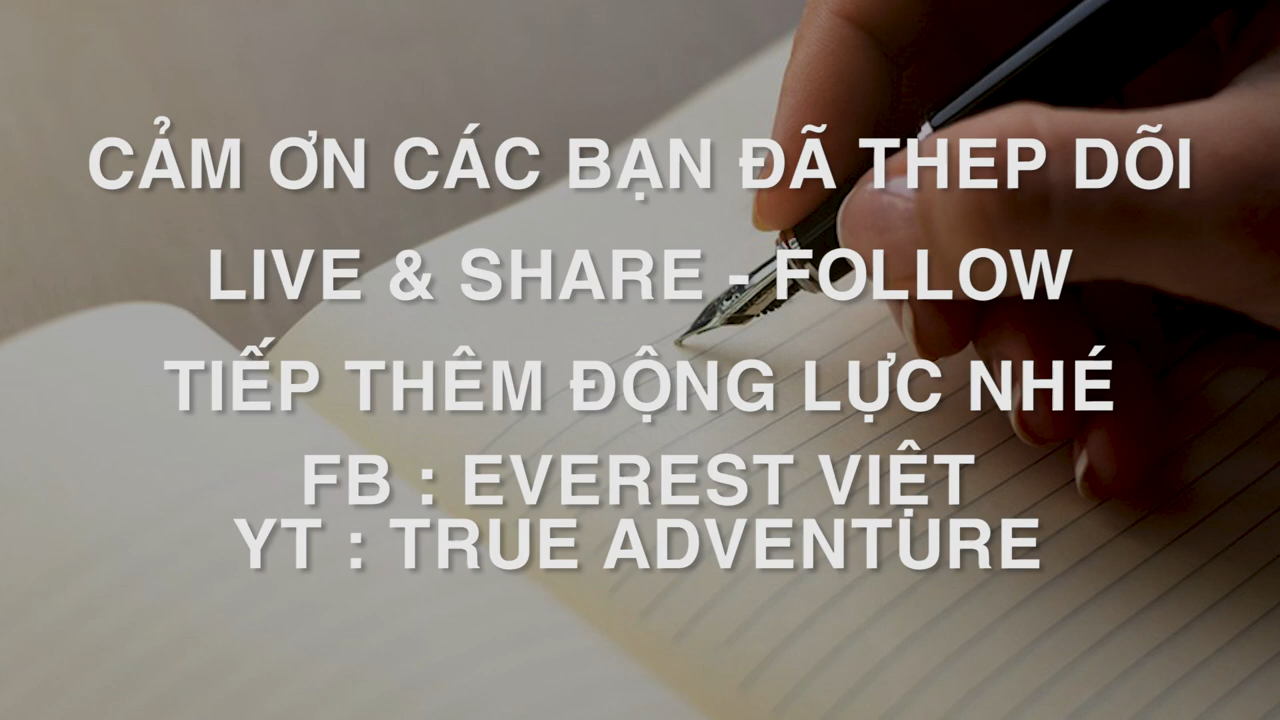 CẢM ƠN CÁC BẠN ĐÃ THEP DÕI
LIVE & SHARE - FOLLOW
TIẾP THÊM ĐỘNG LỰC NHÉ
FB : EVEREST VIỆT
YT : TRUE ADVENTURE